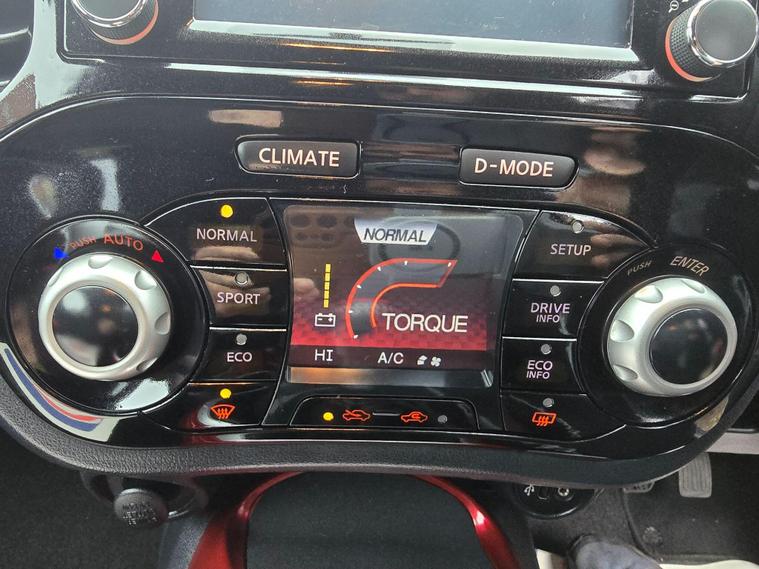 CLIMATE
D-MODE
PUSH AUTO
NORMAL
SPORT
ECO
NORMAL
TORQUE
HI A/C
SETUP
DRIVE
INFO
ECO
INFO
PUSH ENTER